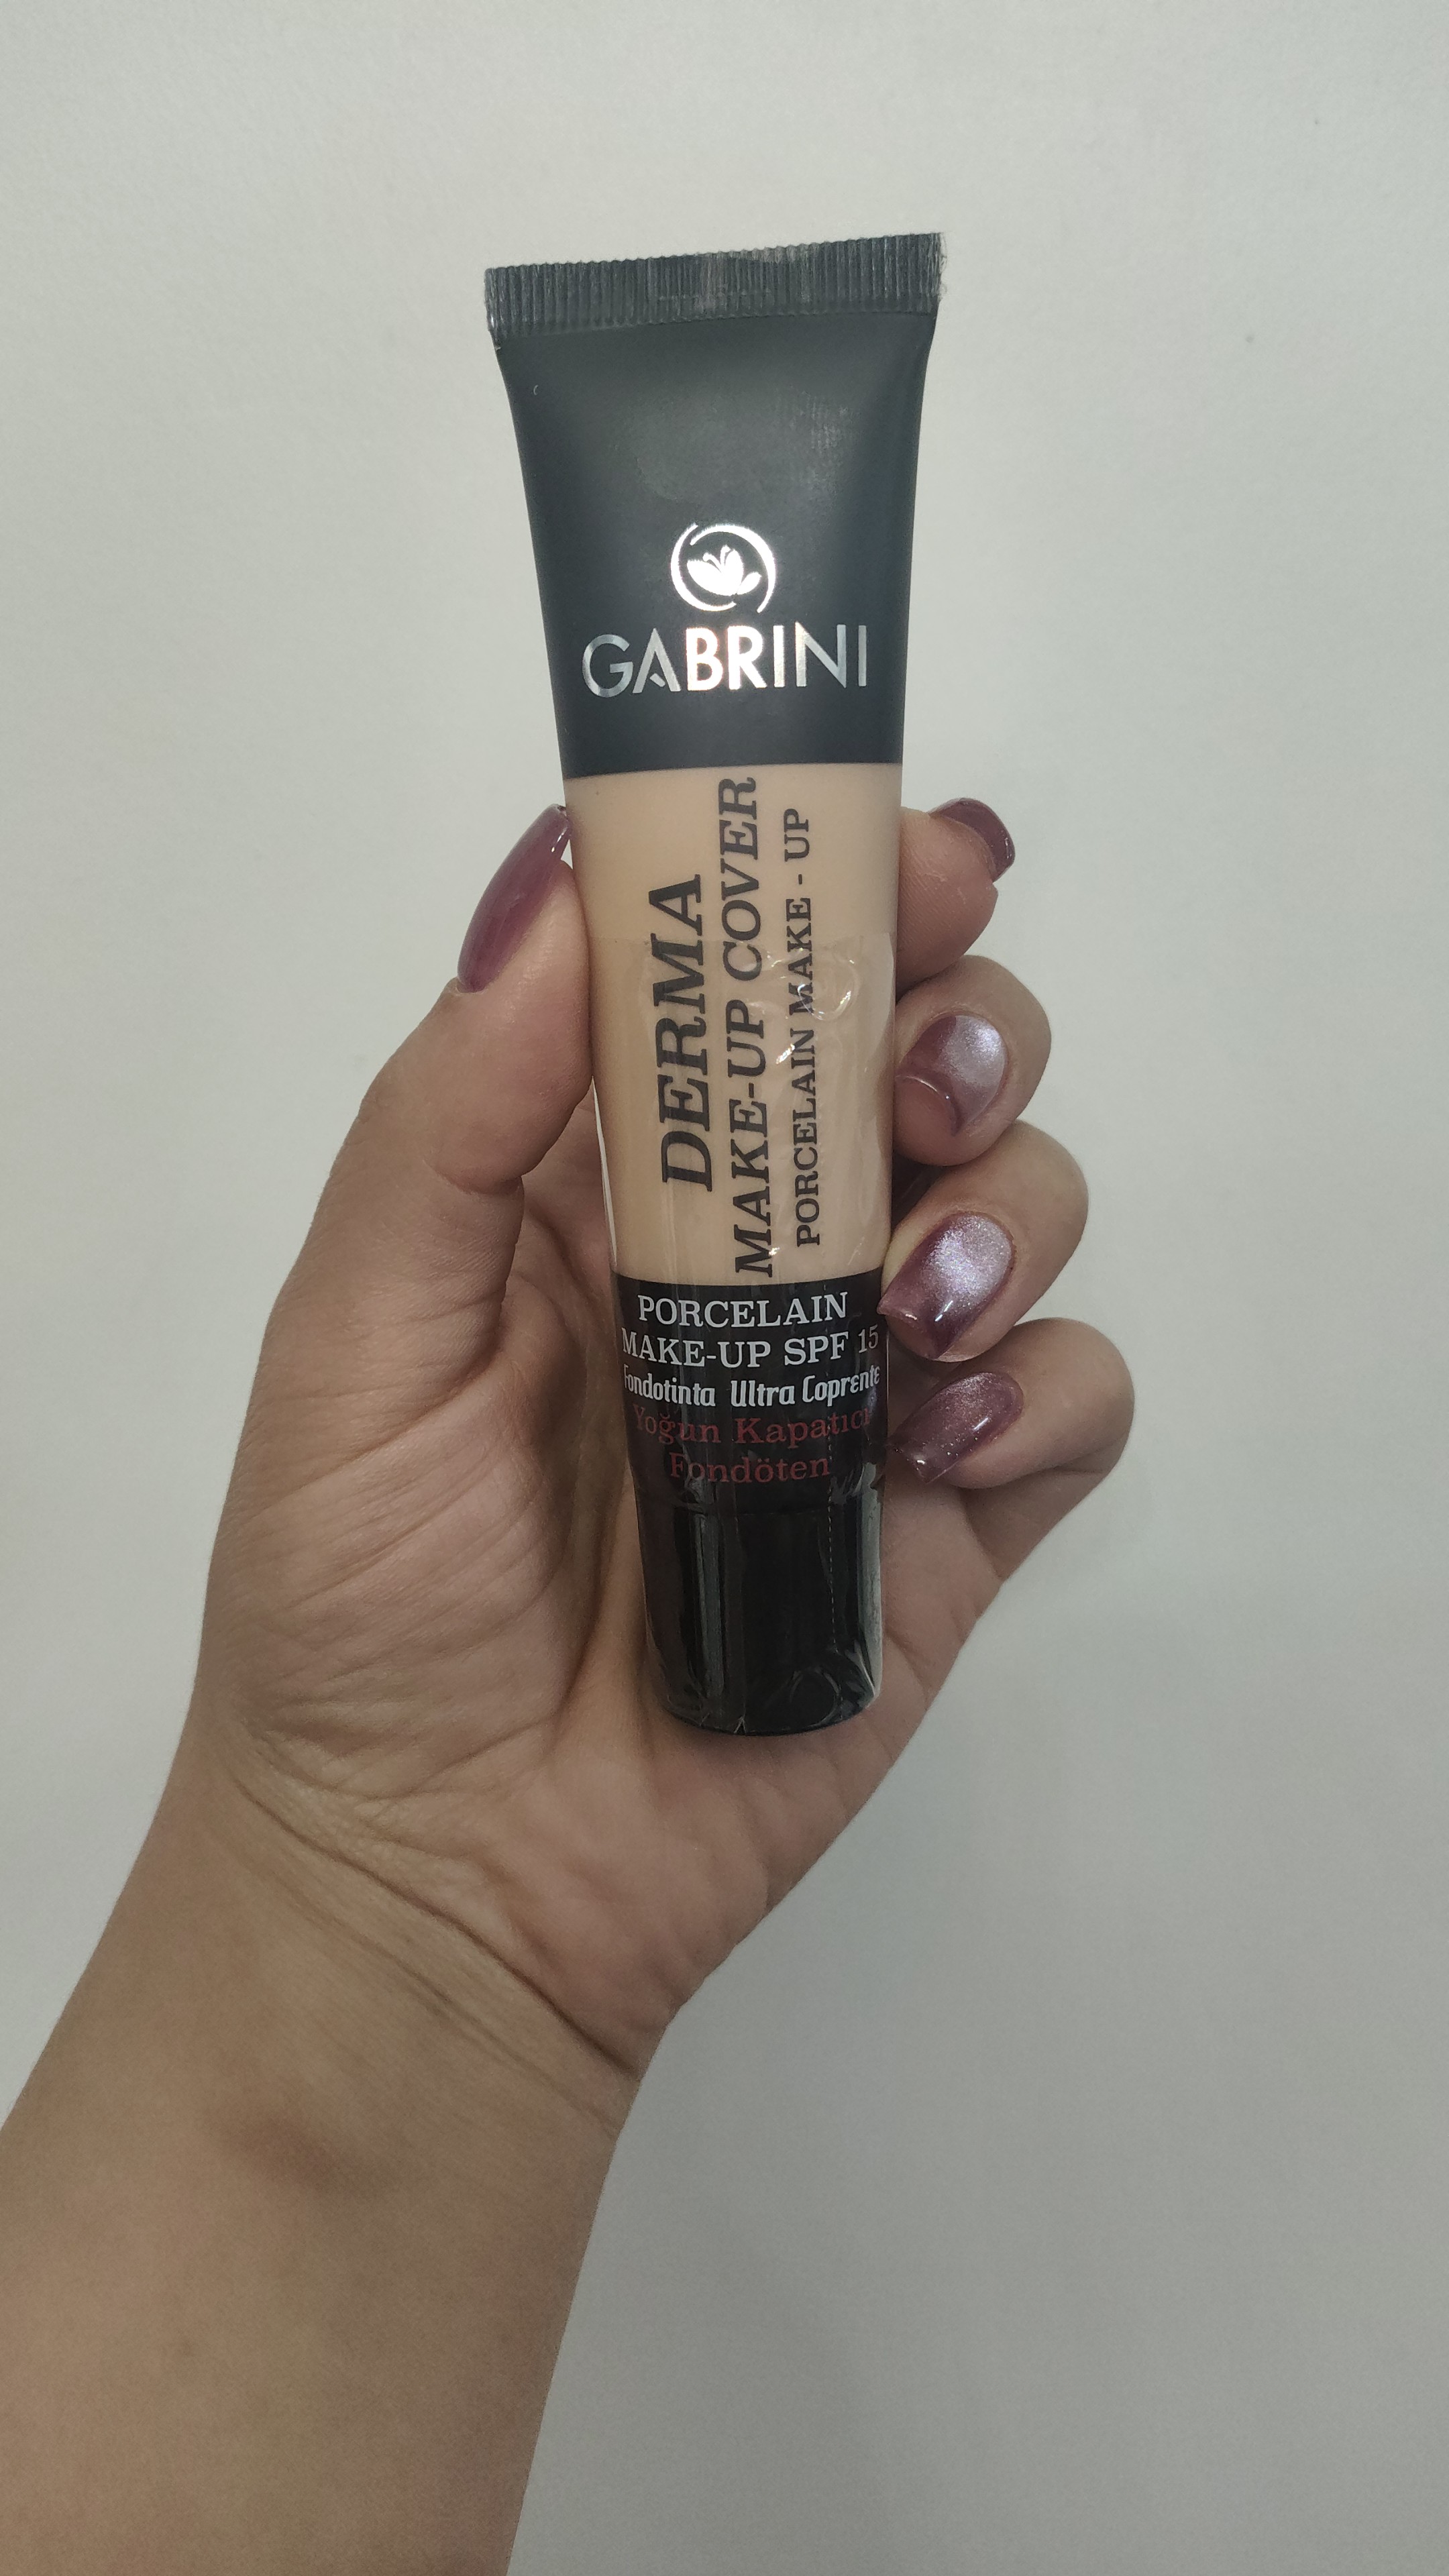 GABRINI
DERMA
MAKE-UP COVER
PORCELAIN MAKE - UP
PORCELAIN
MAKE-UP SPF 15
Fondotinta Ultra Coprente
Yoğun Kapatıcı
Fondöten